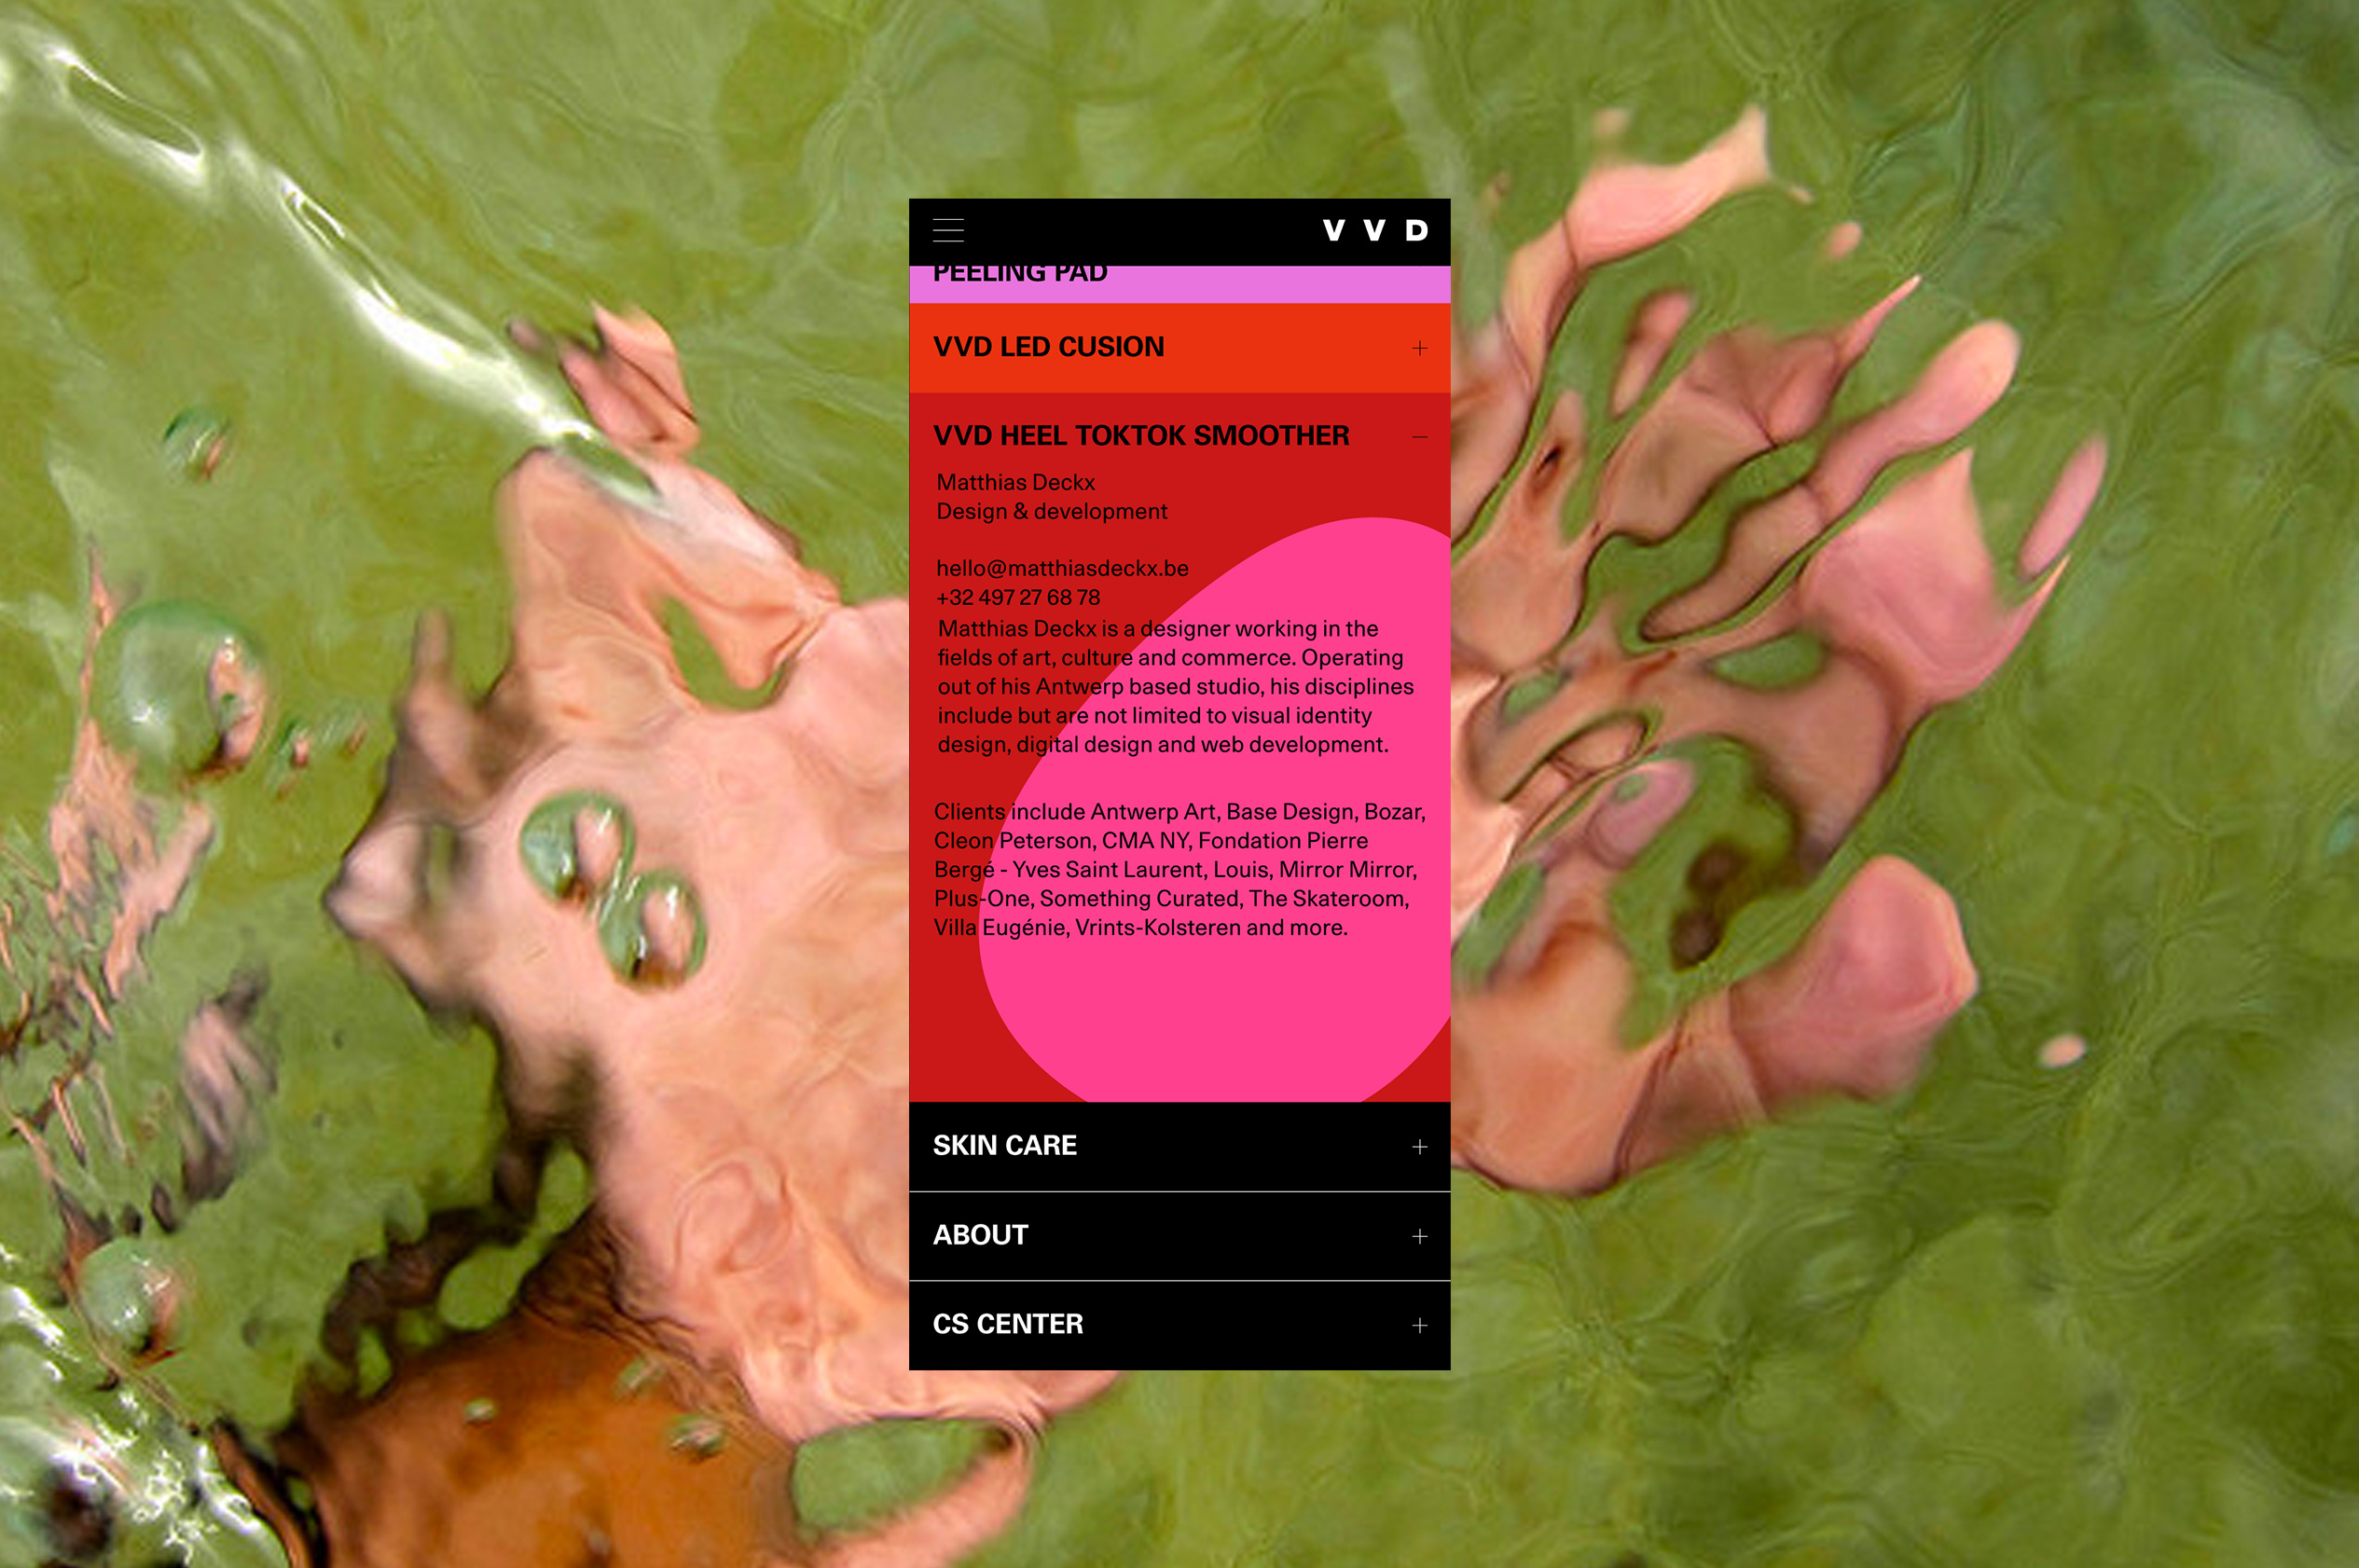 V V D
PEELING PAD
VVD LED CUSION
VVD HEEL TOKTOK SMOOTHER
Matthias Deckx
Design & development
hello@matthiasdeckx.be
+32 497 27 68 78
Matthias Deckx is a designer working in the
fields of art, culture and commerce. Operating
out of his Antwerp based studio, his disciplines
include but are not limited to visual identity
design, digital design and web development.
Clients include Antwerp Art, Base Design, Bozar,
Cleon Peterson, CMA NY, Fondation Pierre
Bergé - Yves Saint Laurent, Louis, Mirror Mirror,
Plus-One, Something Curated, The Skateroom,
Villa Eugénie, Vrints-Kolsteren and more.
SKIN CARE
ABOUT
CS CENTER